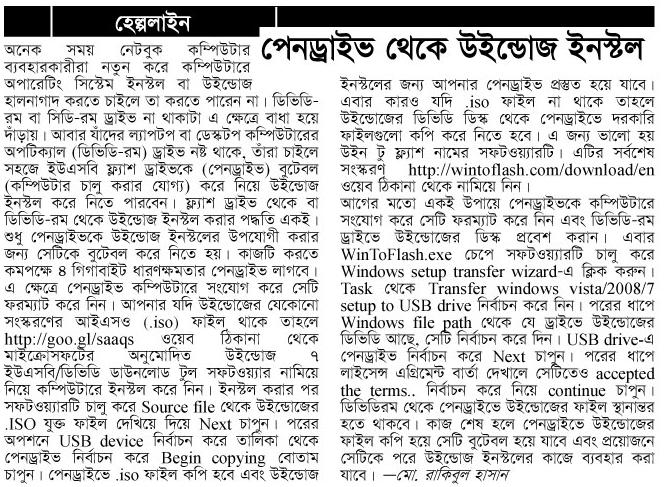 হেল্পলাইন
পেনড্রাইভ থেকে উইন্ডোজ ইনস্টল
অনেক সময় নেটবুক কম্পিউটার
ব্যবহারকারীরা নতুন করে কম্পিউটারে
অপারেটিং সিস্টেম ইনস্টল বা উইন্ডোজ
হালনাগাদ করতে চাইলে তা করতে পারেন না। ডিভিডি-
রম বা সিডি-রম ড্রাইভ না থাকাটা এ ক্ষেত্রে বাধা হয়ে
দাঁড়ায়। আবার যাঁদের ল্যাপটপ বা ডেস্কটপ কম্পিউটারের
অপটিক্যাল (ডিভিডি-রম) ড্রাইভ নষ্ট থাকে, তাঁরা চাইলে
সহজে ইউএসবি ফ্ল্যাশ ড্রাইভকে (পেনড্রাইভ) বুটেবল
(কম্পিউটার চালু করার যোগ্য) করে নিয়ে উইন্ডোজ
ইনস্টল করে নিতে পারবেন। ফ্ল্যাশ ড্রাইভ থেকে বা
ডিভিডি-রম থেকে উইন্ডোজ ইনস্টল করার পদ্ধতি একই।
শুধু পেনড্রাইভকে উইন্ডোজ ইনস্টলের উপযোগী করার
জন্য সেটিকে বুটেবল করে নিতে হয়। কাজটি করতে
কমপক্ষে ৪ গিগাবাইট ধারণক্ষমতার পেনড্রাইভ লাগবে।
এ ক্ষেত্রে পেনড্রাইভ কম্পিউটারে সংযোগ করে সেটি
ফরম্যাট করে নিন। আপনার যদি উইন্ডোজের যেকোনো
সংস্করণের আইএসও (.iso) ফাইল থাকে তাহলে
http://goo.gl/saaqs ওয়েব ঠিকানা থেকে
মাইক্রোসফটের অনুমোদিত উইন্ডোজ ৭
ইউএসবি/ডিভিডি ডাউনলোড টুল সফটওয়্যার নামিয়ে
নিয়ে কম্পিউটারে ইনস্টল করে নিন। ইনস্টল করার পর
সফটওয়্যারটি চালু করে Source file থেকে উইন্ডোজের
.ISO যুক্ত ফাইল দেখিয়ে দিয়ে Next চাপুন। পরের
অপশনে USB device নির্বাচন করে তালিকা থেকে
পেনড্রাইভ নির্বাচন করে Begin copying বোতাম
চাপুন। পেনড্রাইভে .iso ফাইল কপি হবে এবং উইন্ডোজ
ইনস্টলের জন্য আপনার পেনড্রাইভ প্রস্তুত হয়ে যাবে।
এবার কারও যদি .iso ফাইল না থাকে তাহলে
উইন্ডোজের ডিভিডি ডিস্ক থেকে পেনড্রাইভে দরকারি
ফাইলগুলো কপি করে নিতে হবে। এ জন্য ভালো হয়
উইন টু ফ্ল্যাশ নামের সফটওয়্যারটি। এটির সর্বশেষ
সংস্করণ http://wintoflash.com/download/en
ওয়েব ঠিকানা থেকে নামিয়ে নিন।
আগের মতো একই উপায়ে পেনড্রাইভকে কম্পিউটারে
সংযোগ করে সেটি ফরম্যাট করে নিন এবং ডিভিডি-রম
ড্রাইভে উইন্ডোজের ডিস্ক প্রবেশ করান। এবার
WinToFlash.exe চেপে সফটওয়্যারটি চালু করে
Windows setup transfer wizard-এ ক্লিক করুন।
Task থেকে Transfer windows vista/2008/7
setup to USB drive নির্বাচন করে নিন। পরের ধাপে
Windows file path থেকে যে ড্রাইভে উইন্ডোজের
ডিভিডি আছে, সেটি নির্বাচন করে দিন। USB drive-এ
পেনড্রাইভ নির্বাচন করে Next চাপুন। পরের ধাপে
লাইসেন্স এগ্রিমেন্ট বার্তা দেখালে সেটিতেও accepted
the terms.. নির্বাচন করে নিয়ে continue চাপুন।
ডিভিডিরম থেকে পেনড্রাইভে উইন্ডোজের ফাইল স্থানান্তর
হতে থাকবে। কাজ শেষ হলে পেনড্রাইভে উইন্ডোজের
ফাইল কপি হয়ে সেটি বুটেবল হয়ে যাবে এবং প্রয়োজনে
সেটিকে পরে উইন্ডোজ ইনস্টলের কাজে ব্যবহার করা
যাবে। —মো. রাকিবুল হাসান